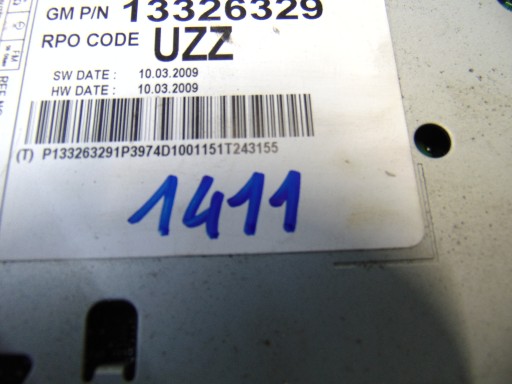 GM P/N 13326329
RPO CODE UZZ
SW DATE : 10.03.2009
HW DATE : 10.03.2009
(T) P133263291P3974D1001151T243155
1411